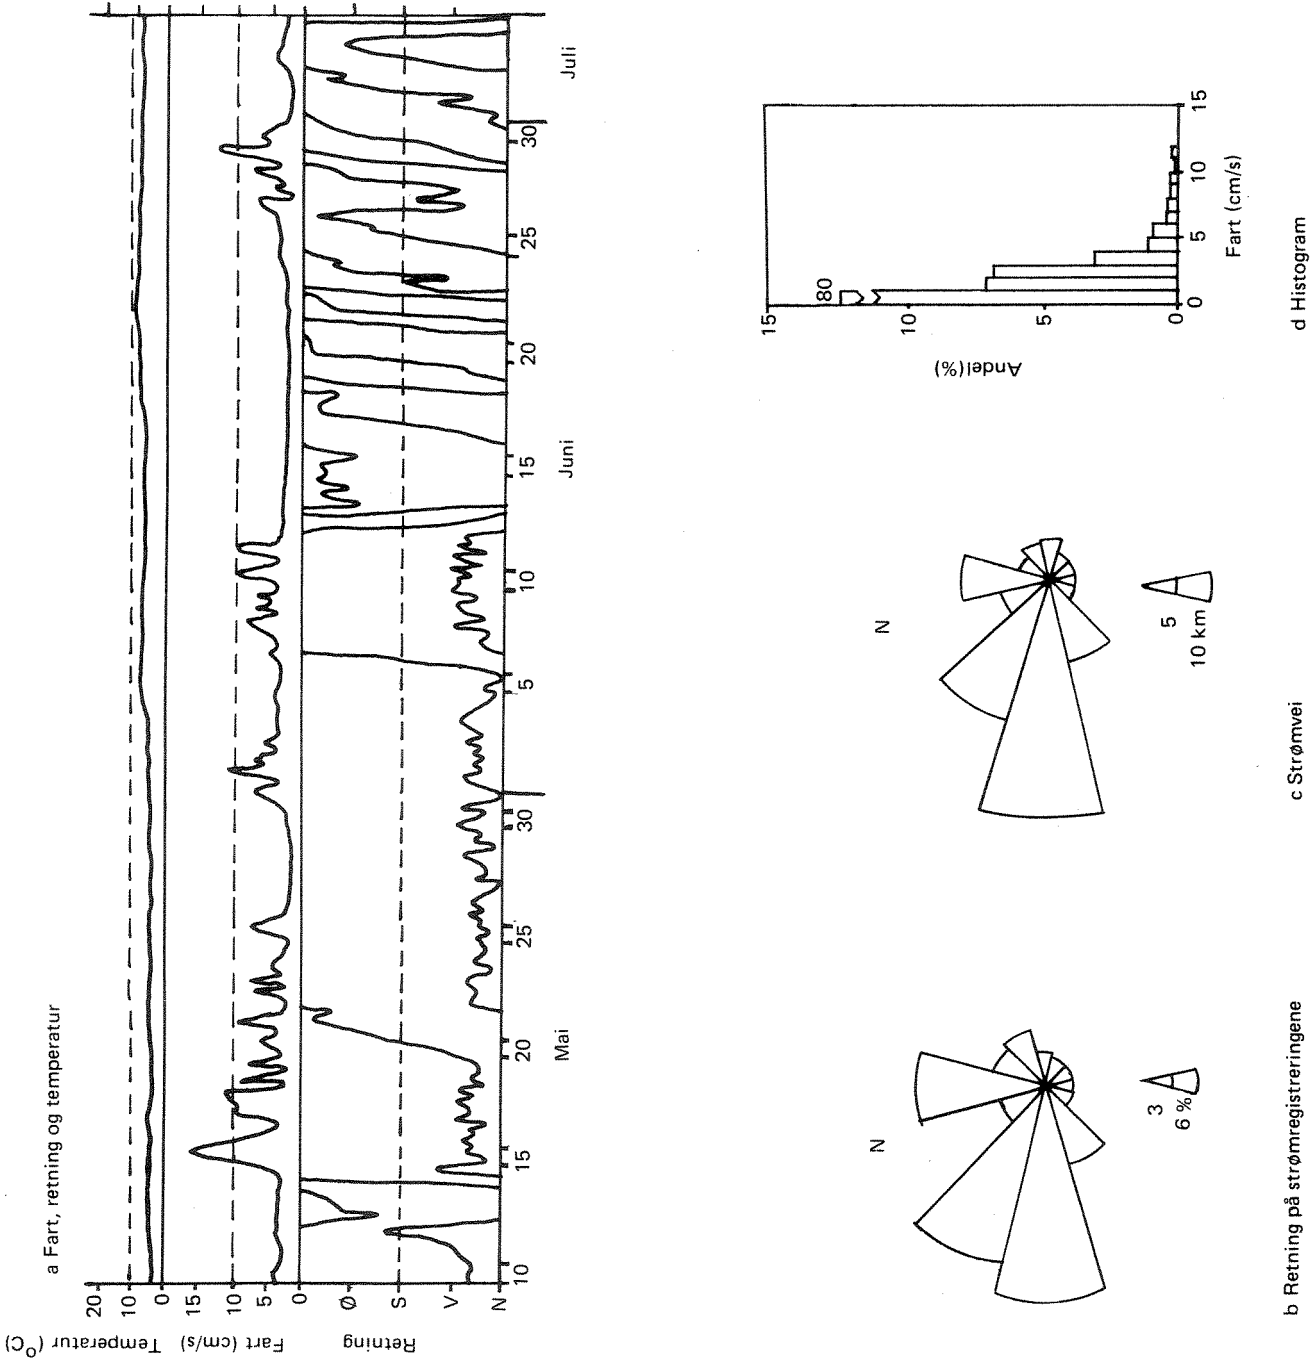 a Fart, retning og temperatur
Temperatur (°C)
20
10
0
Fart (cm/s)
15
10
5
0
Retning
Ø
S
V
N
10
15
20
25
30
5
10
15
20
25
30
Mai
Juni
Juli
b Retning på strømregistreringene
N
3
6 %
c Strømvei
N
5
10 km
d Histogram
Andel (%)
15
10
5
0
80
0
5
10
15
Fart (cm/s)